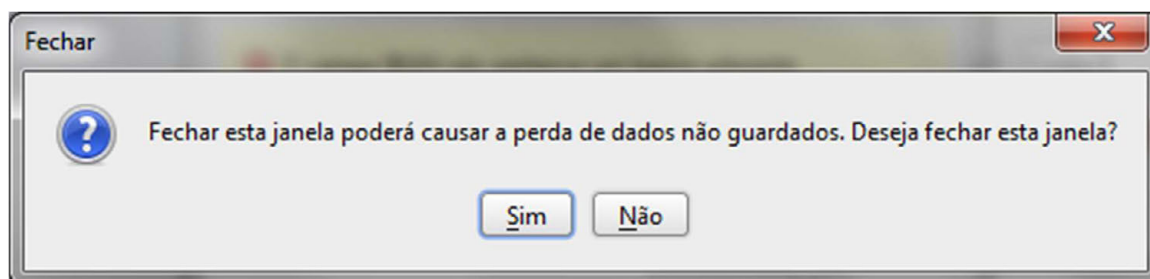 Fechar
Fechar esta janela poderá causar a perda de dados não guardados. Deseja fechar esta janela?
Sim
Não